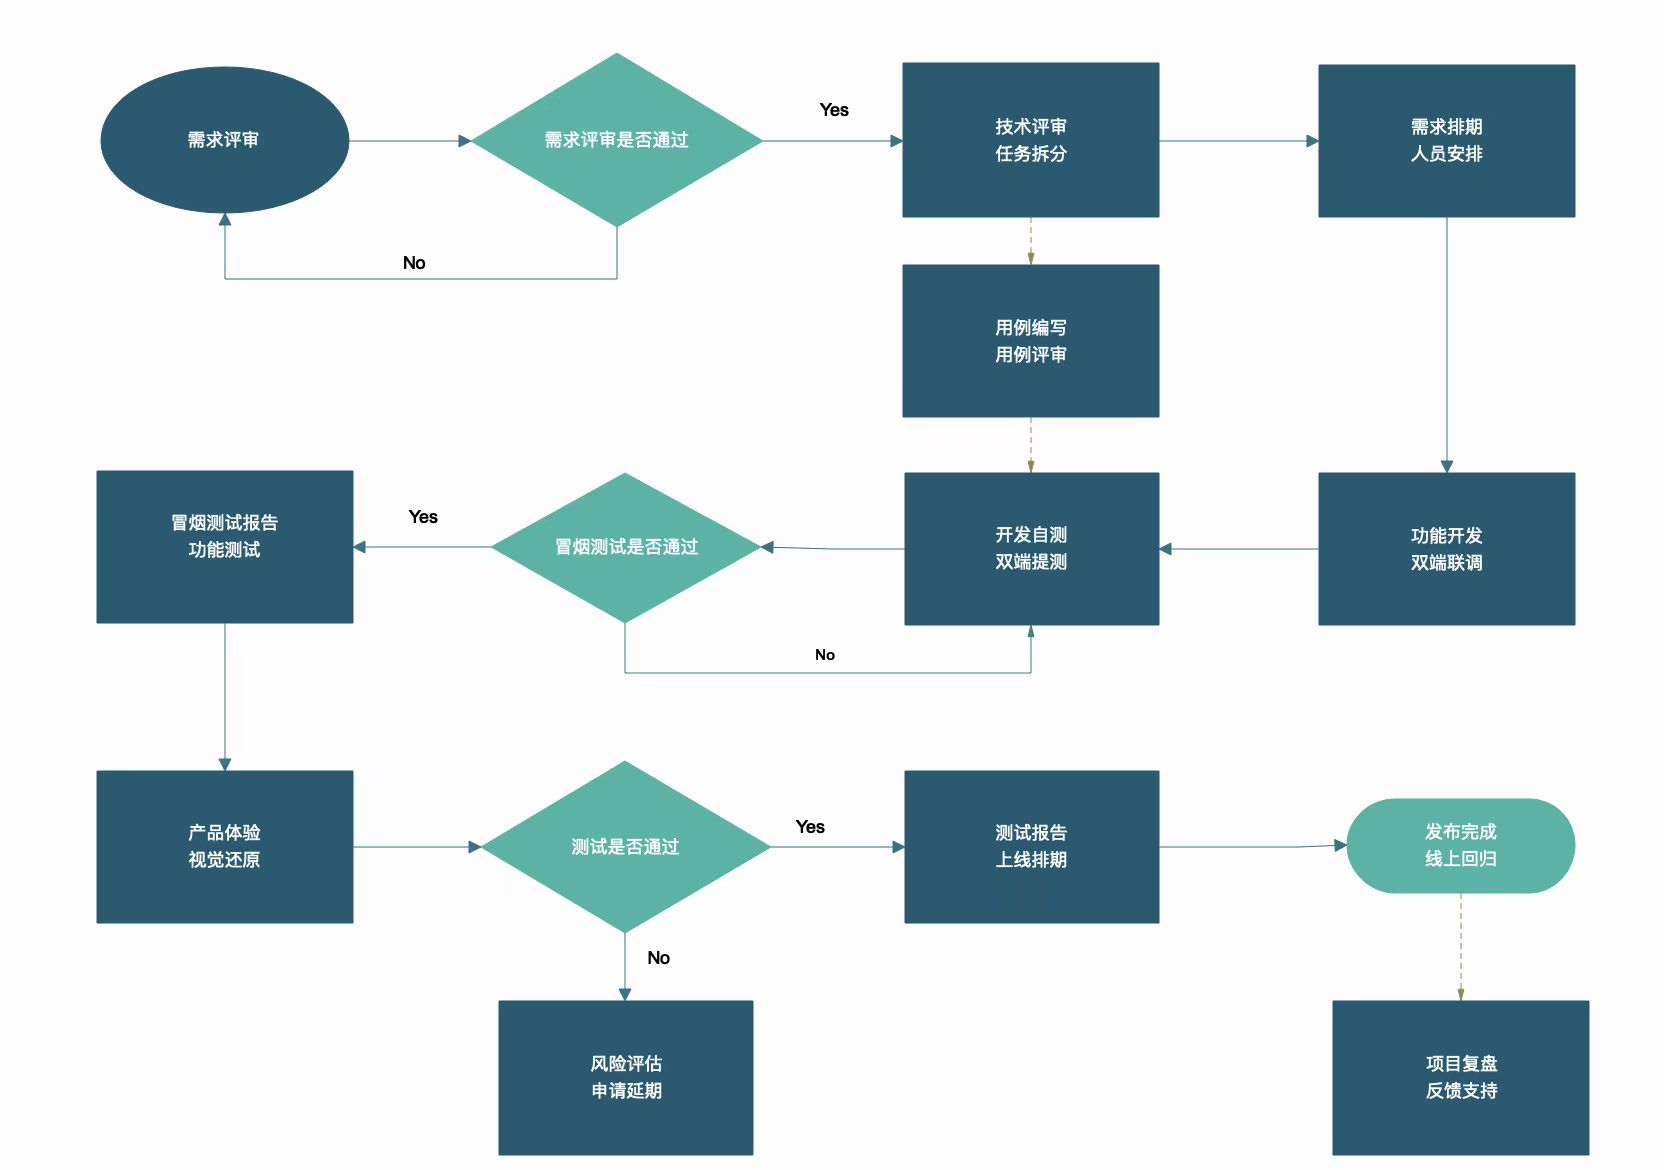 需求评审
需求评审是否通过
Yes
技术评审
任务拆分
需求排期
人员安排
No
用例编写
用例评审
冒烟测试报告
功能测试
Yes
冒烟测试是否通过
开发自测
双端提测
功能开发
双端联调
No
产品体验
视觉还原
测试是否通过
Yes
测试报告
上线排期
发布完成
线上回归
No
风险评估
申请延期
项目复盘
反馈支持